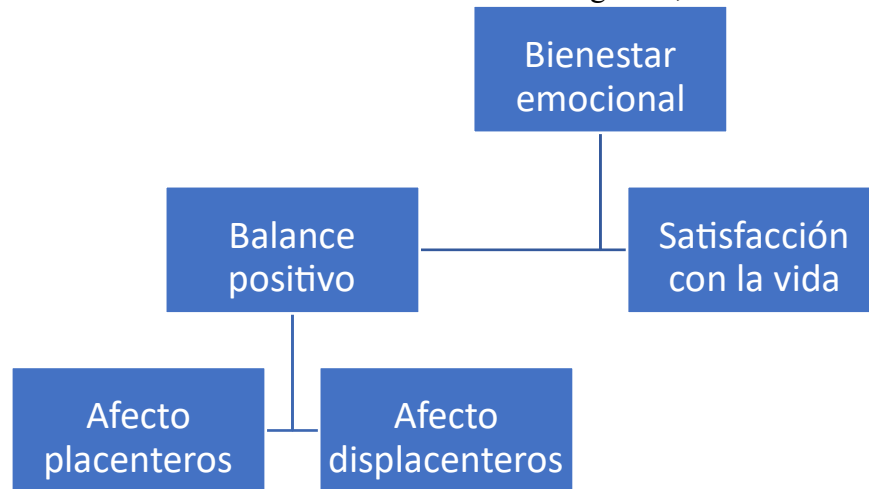 Bienestar
emocional
Balance
positivo
Satisfacción
con la vida
Afecto
placenteros
Afecto
displacenteros